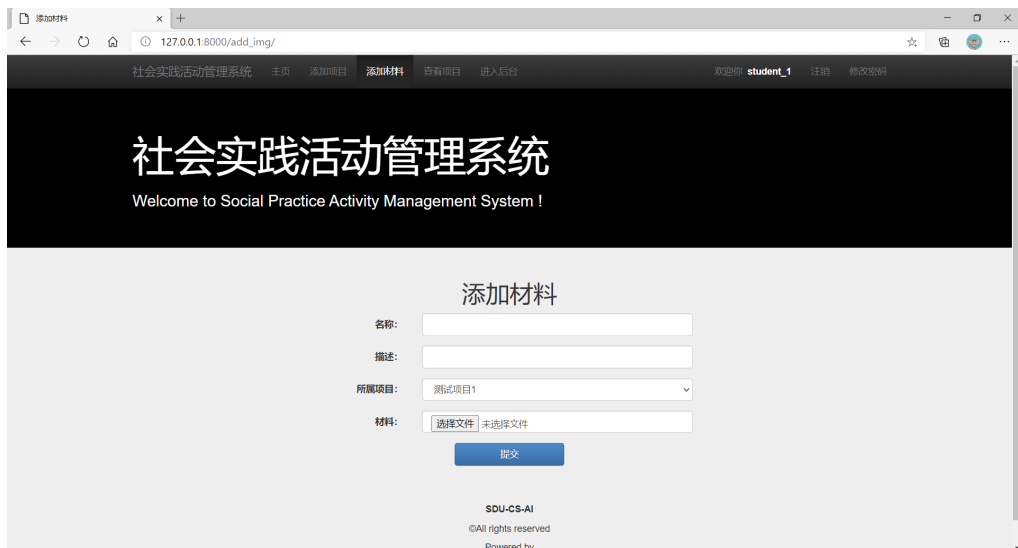 添加材料
127.0.0.1:8000/add_img/
社会实践活动管理系统 主页 添加项目 添加材料 查看项目 进入后台 欢迎你 student_1 注销 修改密码
社会实践活动管理系统
Welcome to Social Practice Activity Management System !
添加材料
名称:
描述:
所属项目: 测试项目1
材料: 选择文件 未选择文件
提交
SDU-CS-AI
©All rights reserved
Powered by